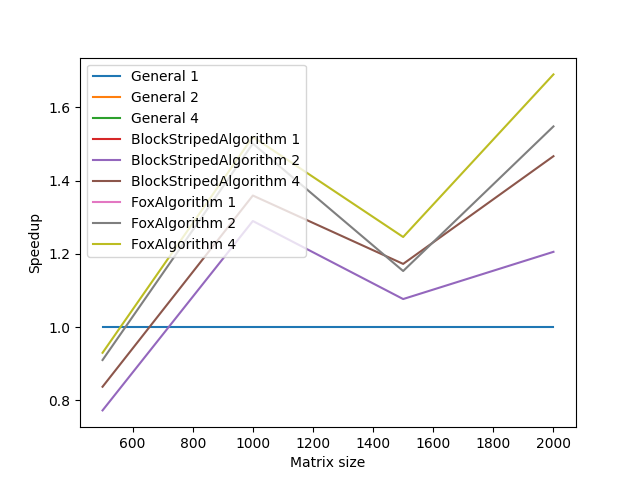 General 1
General 2
General 4
BlockStripedAlgorithm 1
BlockStripedAlgorithm 2
BlockStripedAlgorithm 4
FoxAlgorithm 1
FoxAlgorithm 2
FoxAlgorithm 4
Speedup
1.6
1.4
1.2
1.0
0.8
600 800 1000 1200 1400 1600 1800 2000
Matrix size